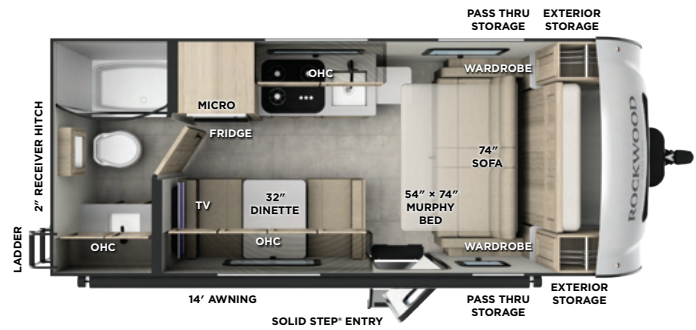 PASS THRU
STORAGE
EXTERIOR
STORAGE
WARDROBE
OHC
MICRO
FRIDGE
2" RECEIVER HITCH
ROCKWOOD
74"
SOFA
54" × 74"
MURPHY
BED
32"
DINETTE
TV
OHC
OHC
WARDROBE
LADDER
14' AWNING
PASS THRU
STORAGE
EXTERIOR
STORAGE
SOLID STEP® ENTRY